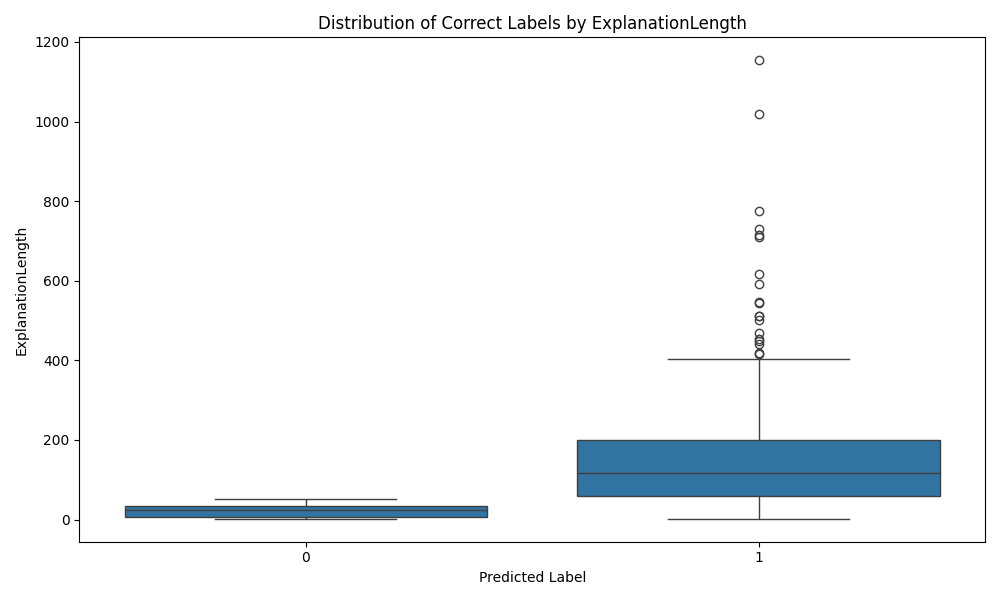 Distribution of Correct Labels by ExplanationLength
1200
1000
800
600
400
200
0
ExplanationLength
0 1
Predicted Label